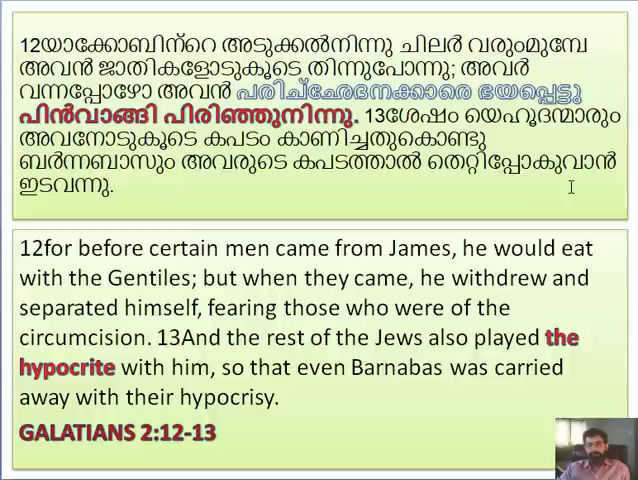 12യാക്കോബിന്റെ അടുക്കൽനിന്നു ചിലർ വരുംമുമ്പേ
അവൻ ജാതികളോടുകൂടെ തിന്നുപോന്നു; അവർ
വന്നപ്പോഴോ അവൻ പരിച്ഛേദനക്കാരെ ഭയപ്പെട്ടു
പിൻവാങ്ങി പിരിഞ്ഞുനിന്നു. 13ശേഷം യെഹൂദന്മാരും
അവനോടുകൂടെ കപടം കാണിച്ചതുകൊണ്ടു
ബർന്നബാസും അവരുടെ കപടത്താൽ തെറ്റിപ്പോകുവാൻ
ഇടവന്നു.
12for before certain men came from James, he would eat
with the Gentiles; but when they came, he withdrew and
separated himself, fearing those who were of the
circumcision. 13And the rest of the Jews also played the
hypocrite with him, so that even Barnabas was carried
away with their hypocrisy.
GALATIANS 2:12-13